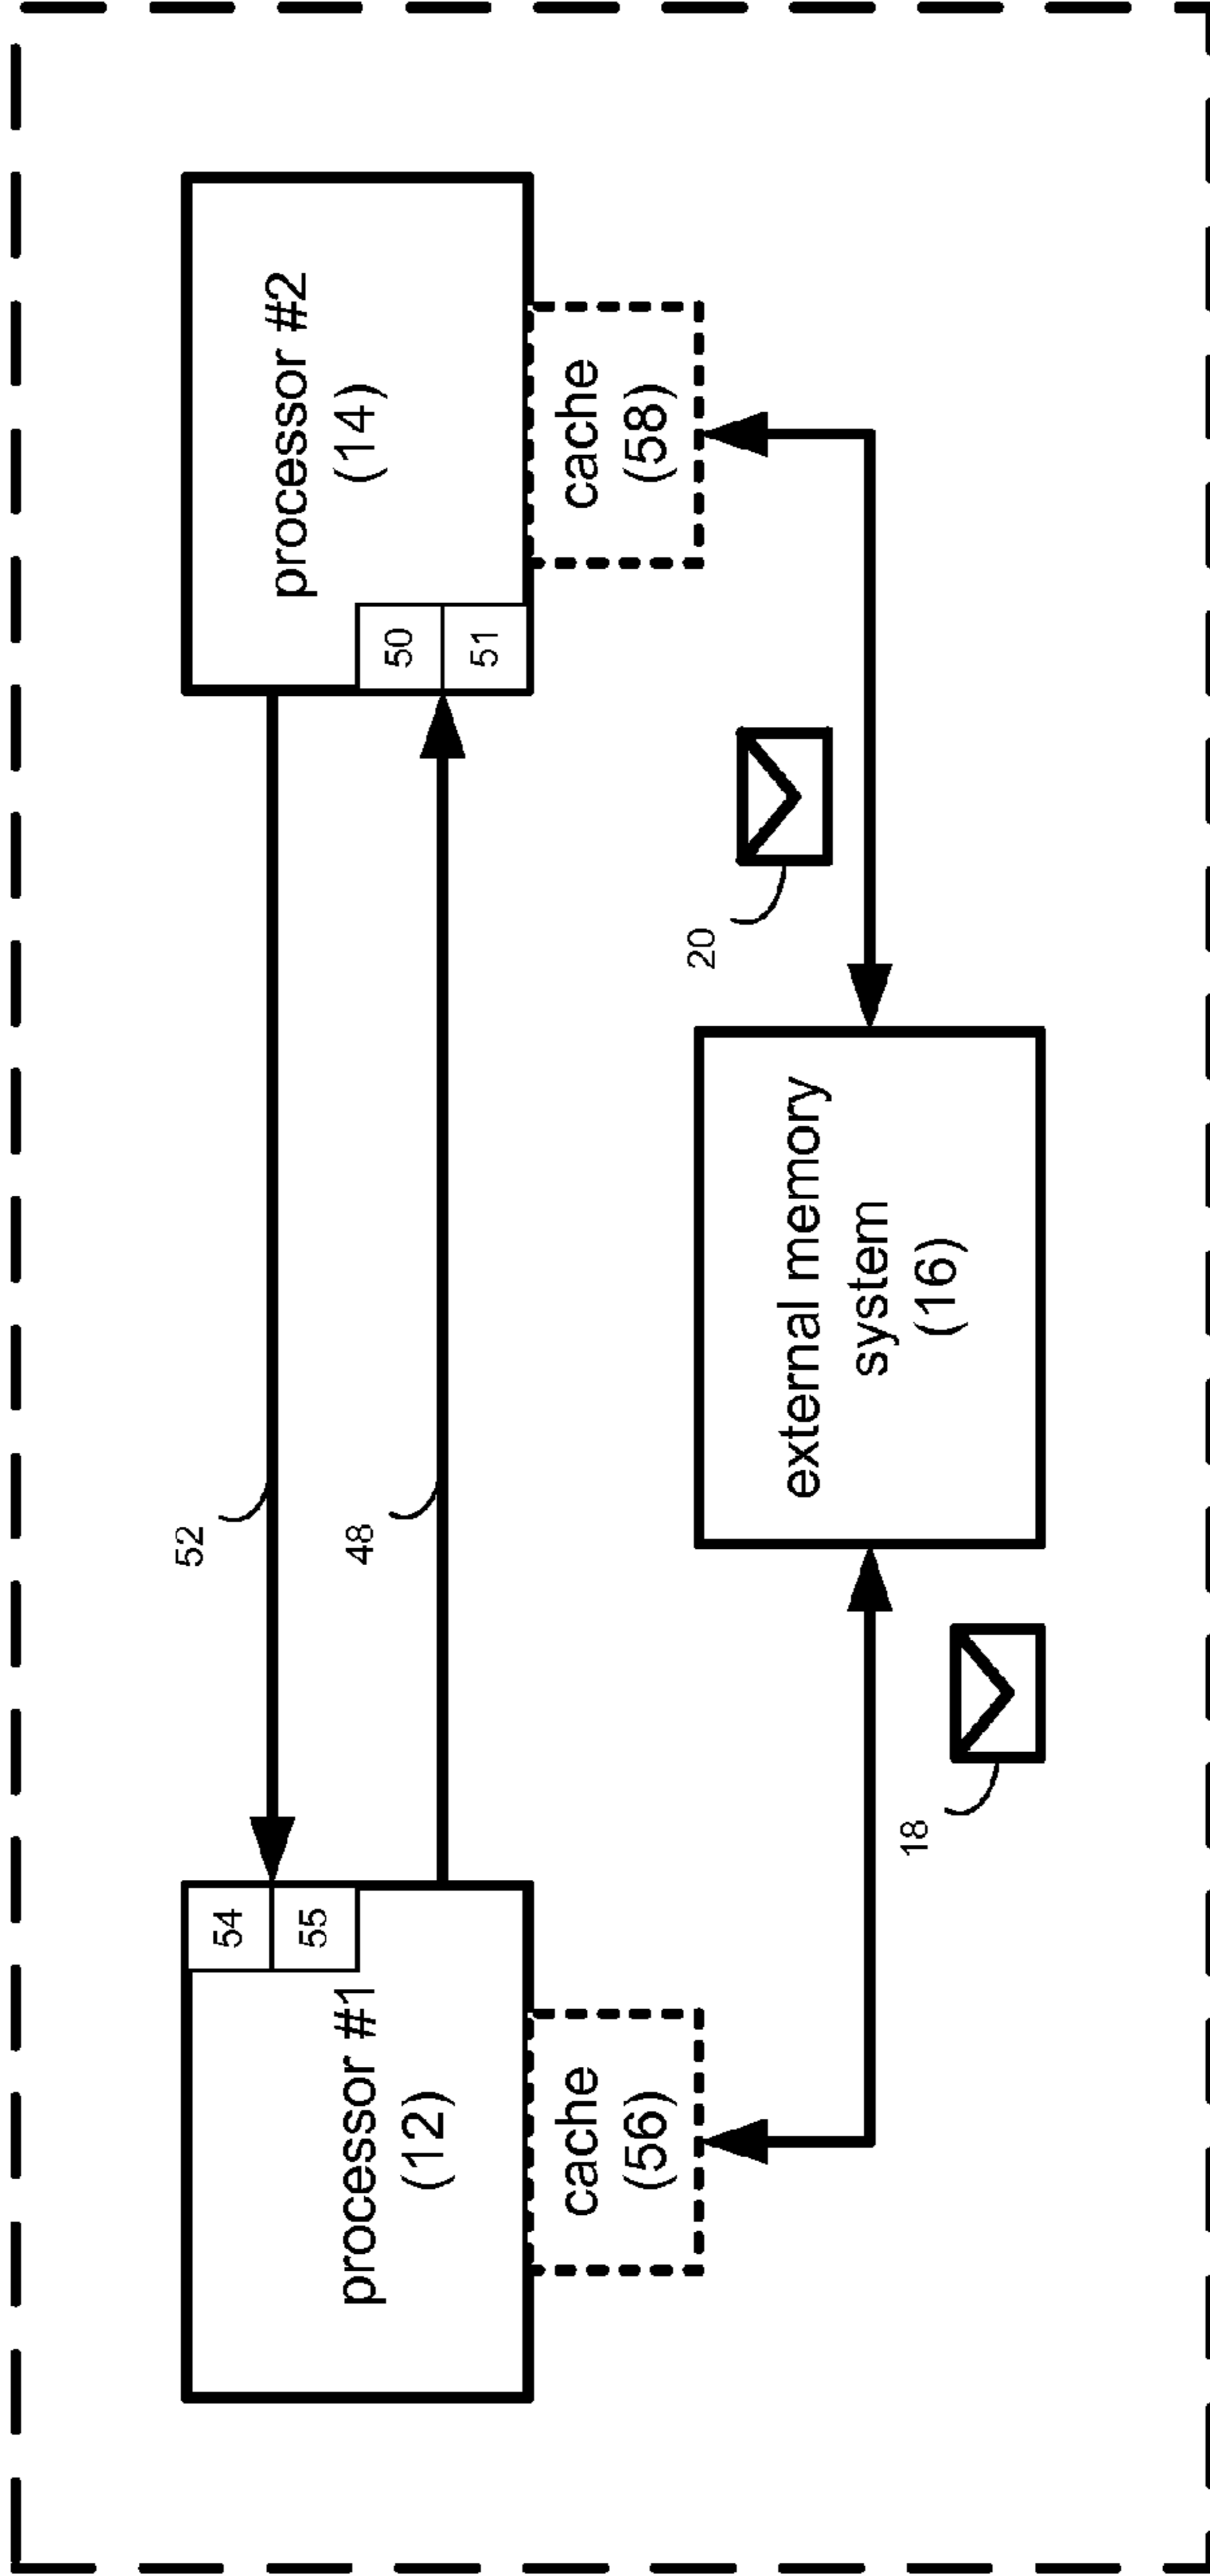 52
48
54
55
processor #1
(12)
processor #2
(14)
50
51
cache
(56)
cache
(58)
20
external memory
system
(16)
18